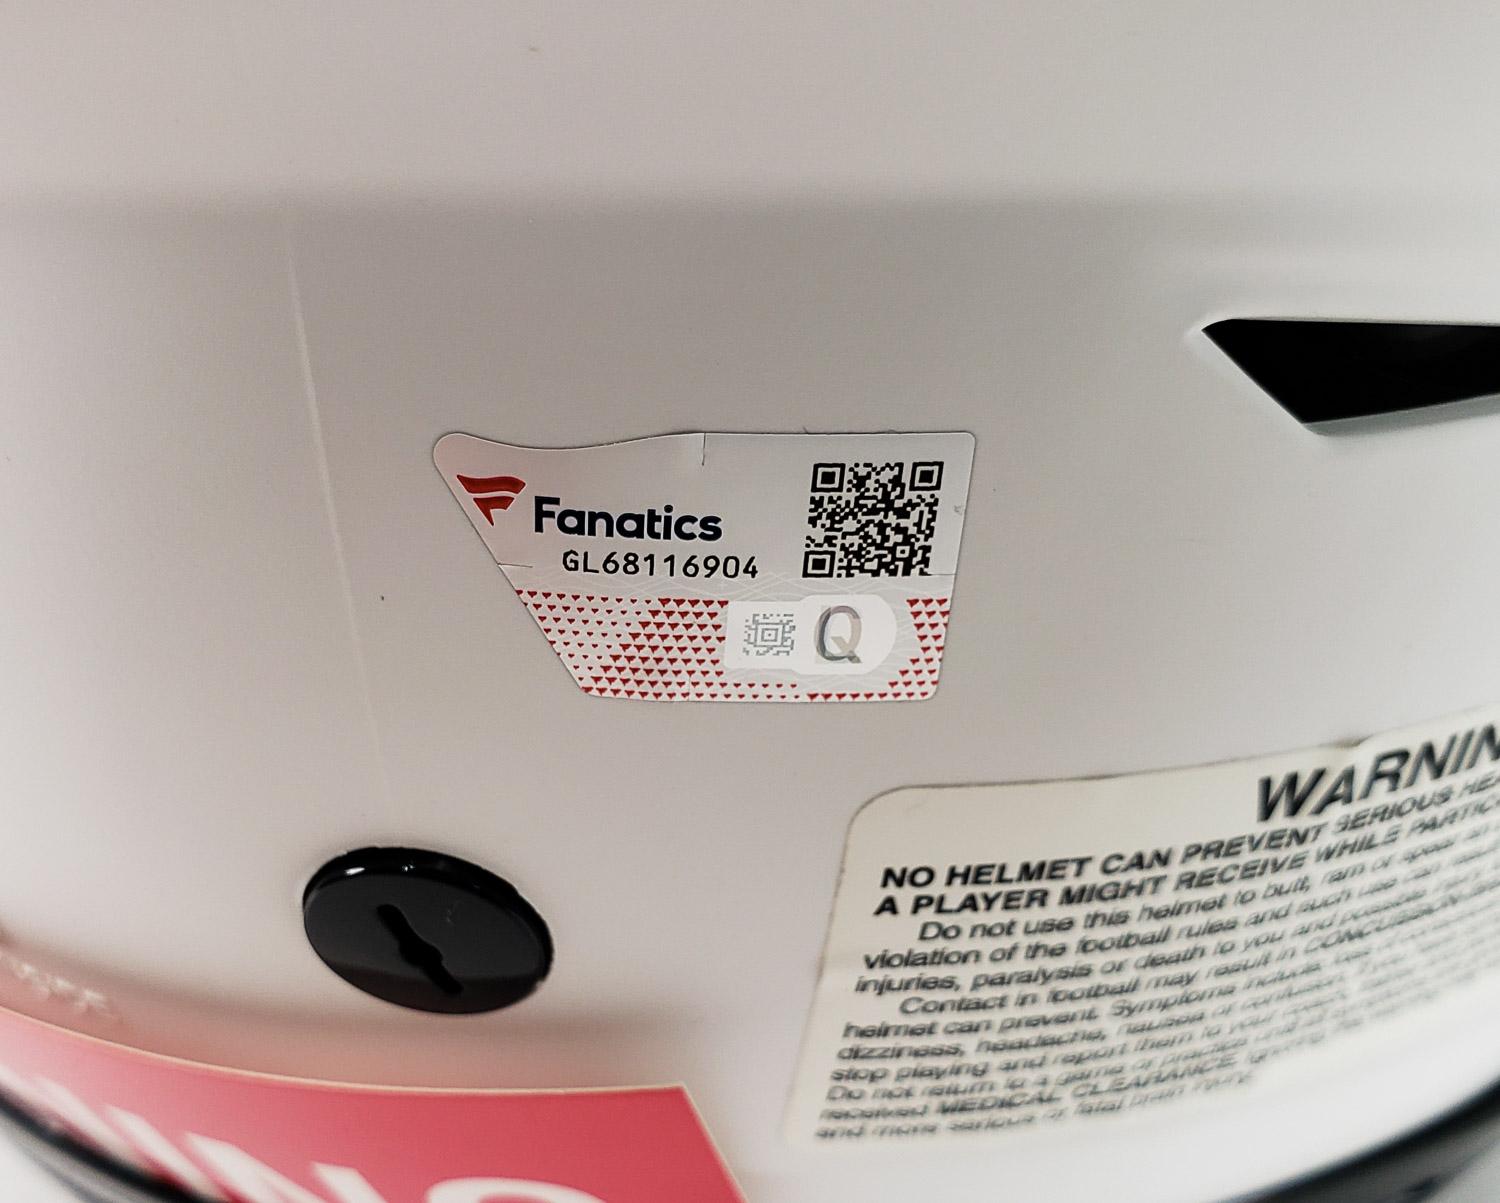 Fanatics
GL68116904
Q
WARNIN
NO HELMET CAN PREVENT SERIOUS HEA
A PLAYER MIGHT RECEIVE WHILE PARTIC
Do not use this helmet to butt, ram or spear an
violation of the football rules and such use can
injuries, paralysis or death to you and possible injury
Contact in football may result in CONCUSSION
helmet can prevent. Symptoms include: loss of
dizziness, headache, nausea or confusion.
stop playing and report them to your coach,
Do not return to a game or practice until
received MEDICAL CLEARANCE.
and more serious or fatal brain injury.